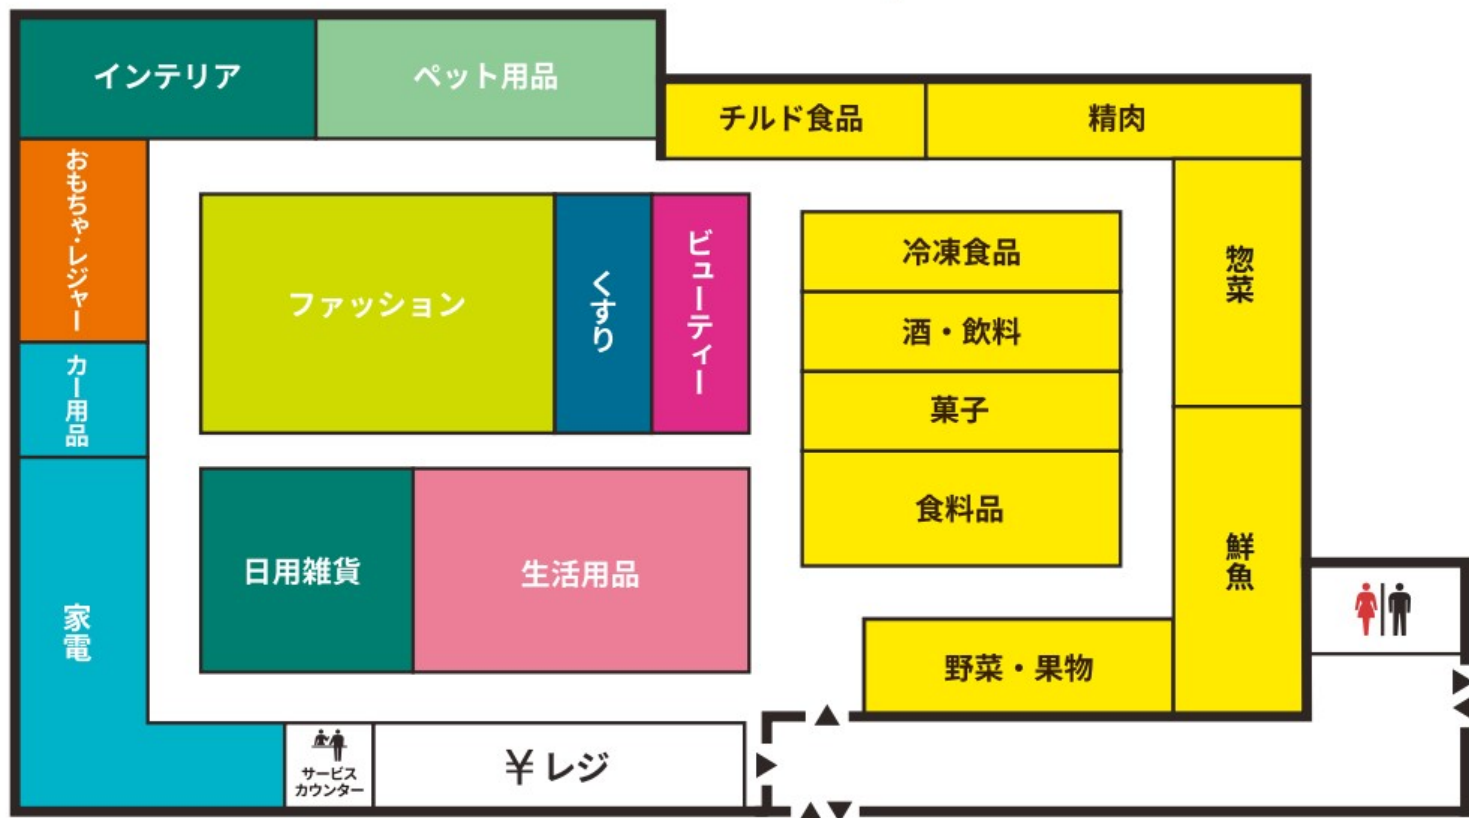 インテリア
ペット用品
チルド食品
精肉
おもちゃ・レジャー
ファッション
くすり
ビューティー
冷凍食品
惣菜
酒・飲料
カー用品
菓子
食料品
鮮魚
日用雑貨
生活用品
家電
野菜・果物
サービス
カウンター
¥ レジ